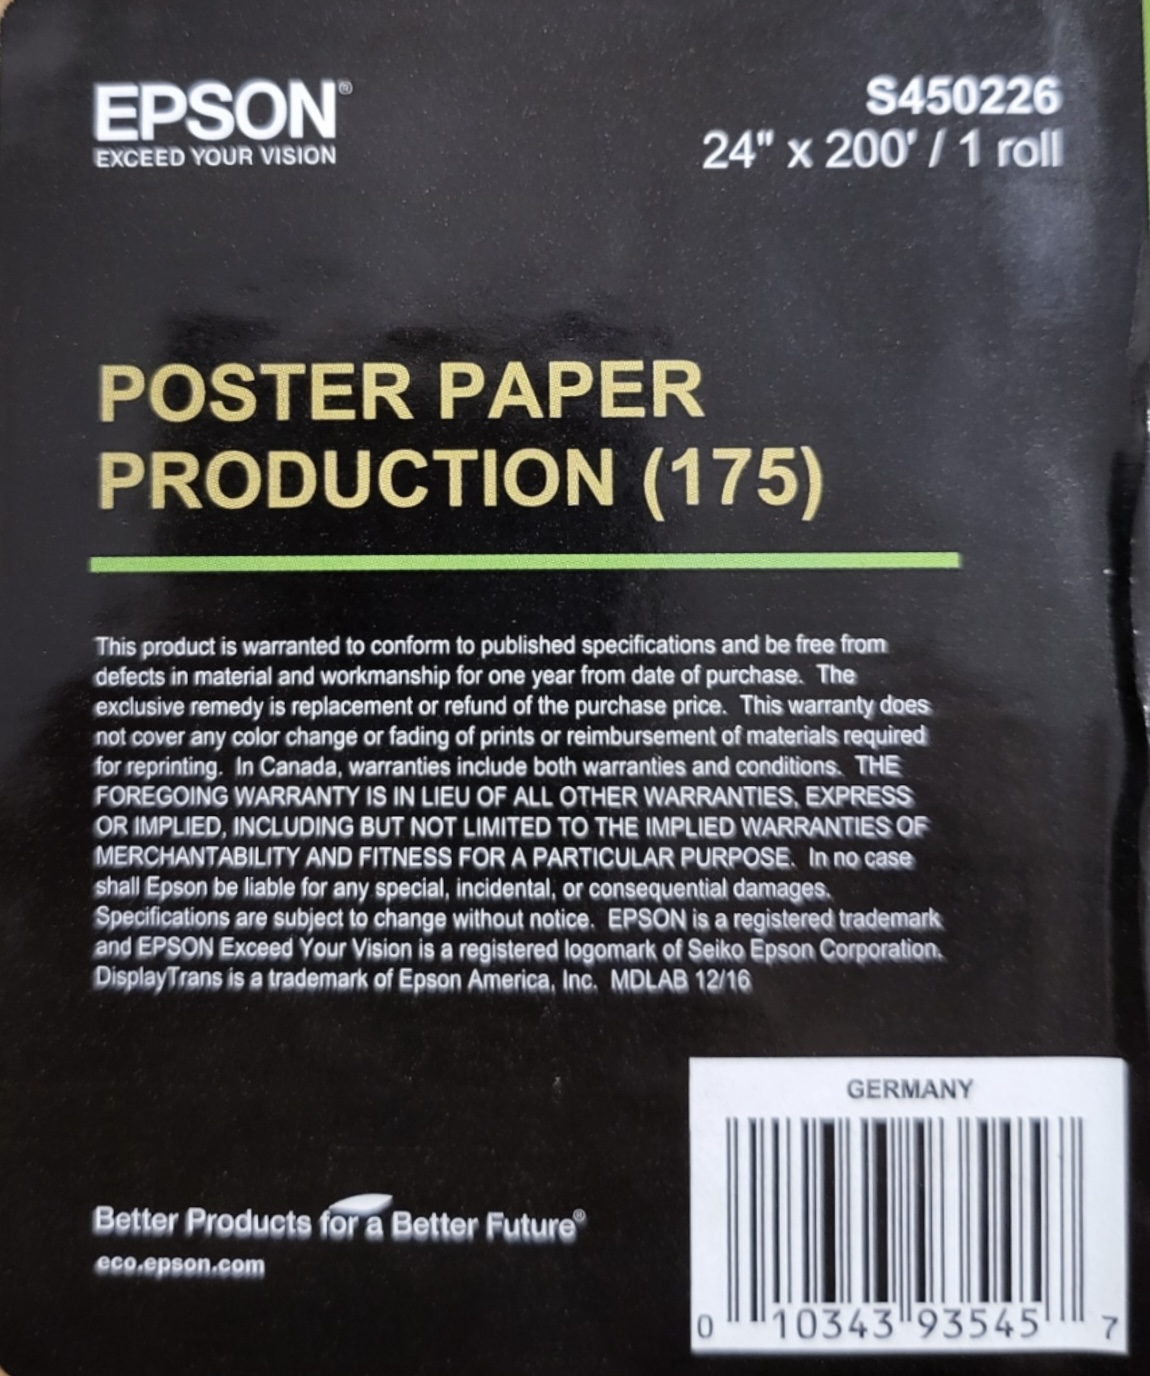 EPSON®
EXCEED YOUR VISION
S450226
24" x 200' / 1 roll
POSTER PAPER
PRODUCTION (175)
This product is warranted to conform to published specifications and be free from
defects in material and workmanship for one year from date of purchase. The
exclusive remedy is replacement or refund of the purchase price. This warranty does
not cover any color change or fading of prints or reimbursement of materials required
for reprinting. In Canada, warranties include both warranties and conditions. THE
FOREGOING WARRANTY IS IN LIEU OF ALL OTHER WARRANTIES, EXPRESS
OR IMPLIED, INCLUDING BUT NOT LIMITED TO THE IMPLIED WARRANTIES OF
MERCHANTABILITY AND FITNESS FOR A PARTICULAR PURPOSE. In no case
shall Epson be liable for any special, incidental, or consequential damages.
Specifications are subject to change without notice. EPSON is a registered trademark
and EPSON Exceed Your Vision is a registered logomark of Seiko Epson Corporation.
DisplayTrans is a trademark of Epson America, Inc. MDLAB 12/16
GERMANY
0 10343 93545 7
Better Products for a Better Future®
eco.epson.com